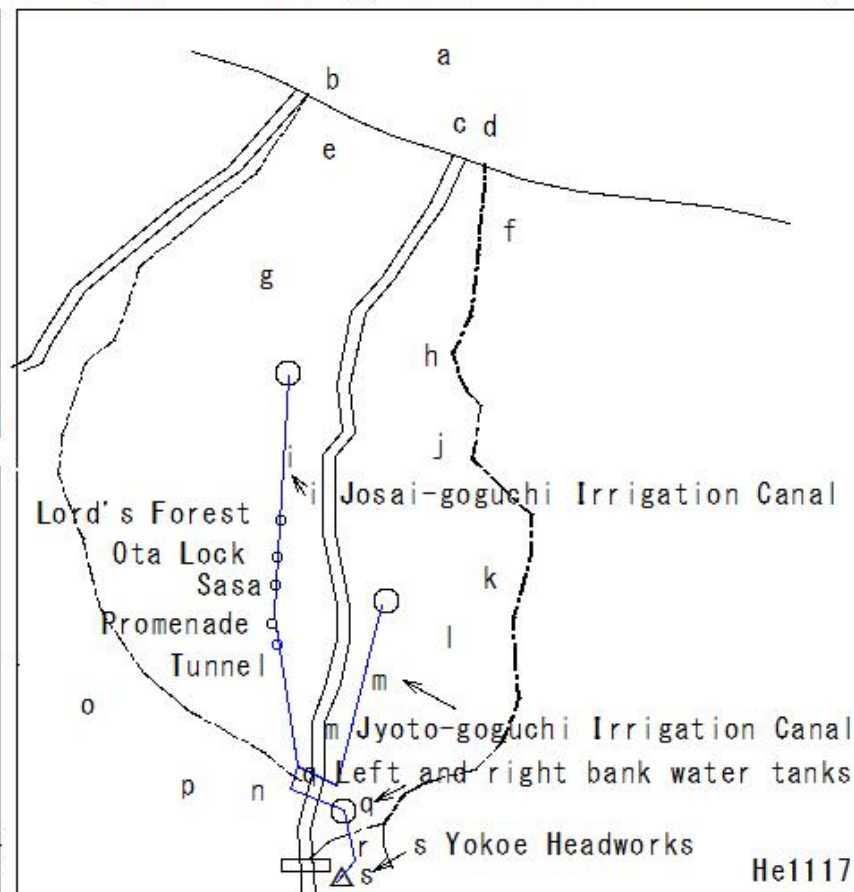 a
b
c d
e
f
g
h
j
i
i Josai-goguchi Irrigation Canal
Lord's Forest
Ota Lock
Sasa
k
Promenade
l
Tunnel
m
o
m Jyoto-goguchi Irrigation Canal
q Left and right bank water tanks
p n
q
r s Yokoe Headworks
s
He1117